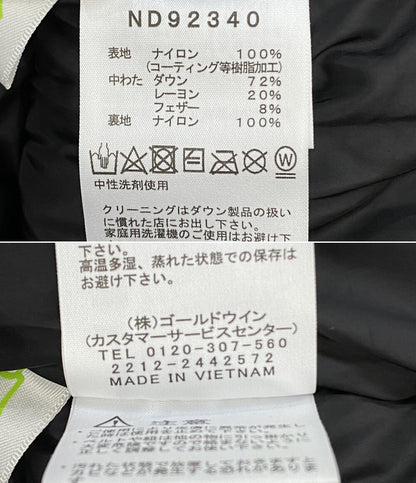 ND92340
表地 ナイロン 100%
(コーティング等樹脂加工)
中わた ダウン 72%
レーヨン 20%
フェザー 8%
裏地 ナイロン 100%
中性洗剤使用
クリーニングはダウン製品の扱い
に慣れた店にお出し下さい。
家庭用洗濯機のご使用はお避け下
下さい。
高温多湿、蒸れた状態での保存は
お避け下さい。
(株)ゴールドウイン
(カスタマーサービスセンター)
TEL 0120-307-560
2212-2442572
MADE IN VIETNAM
注意